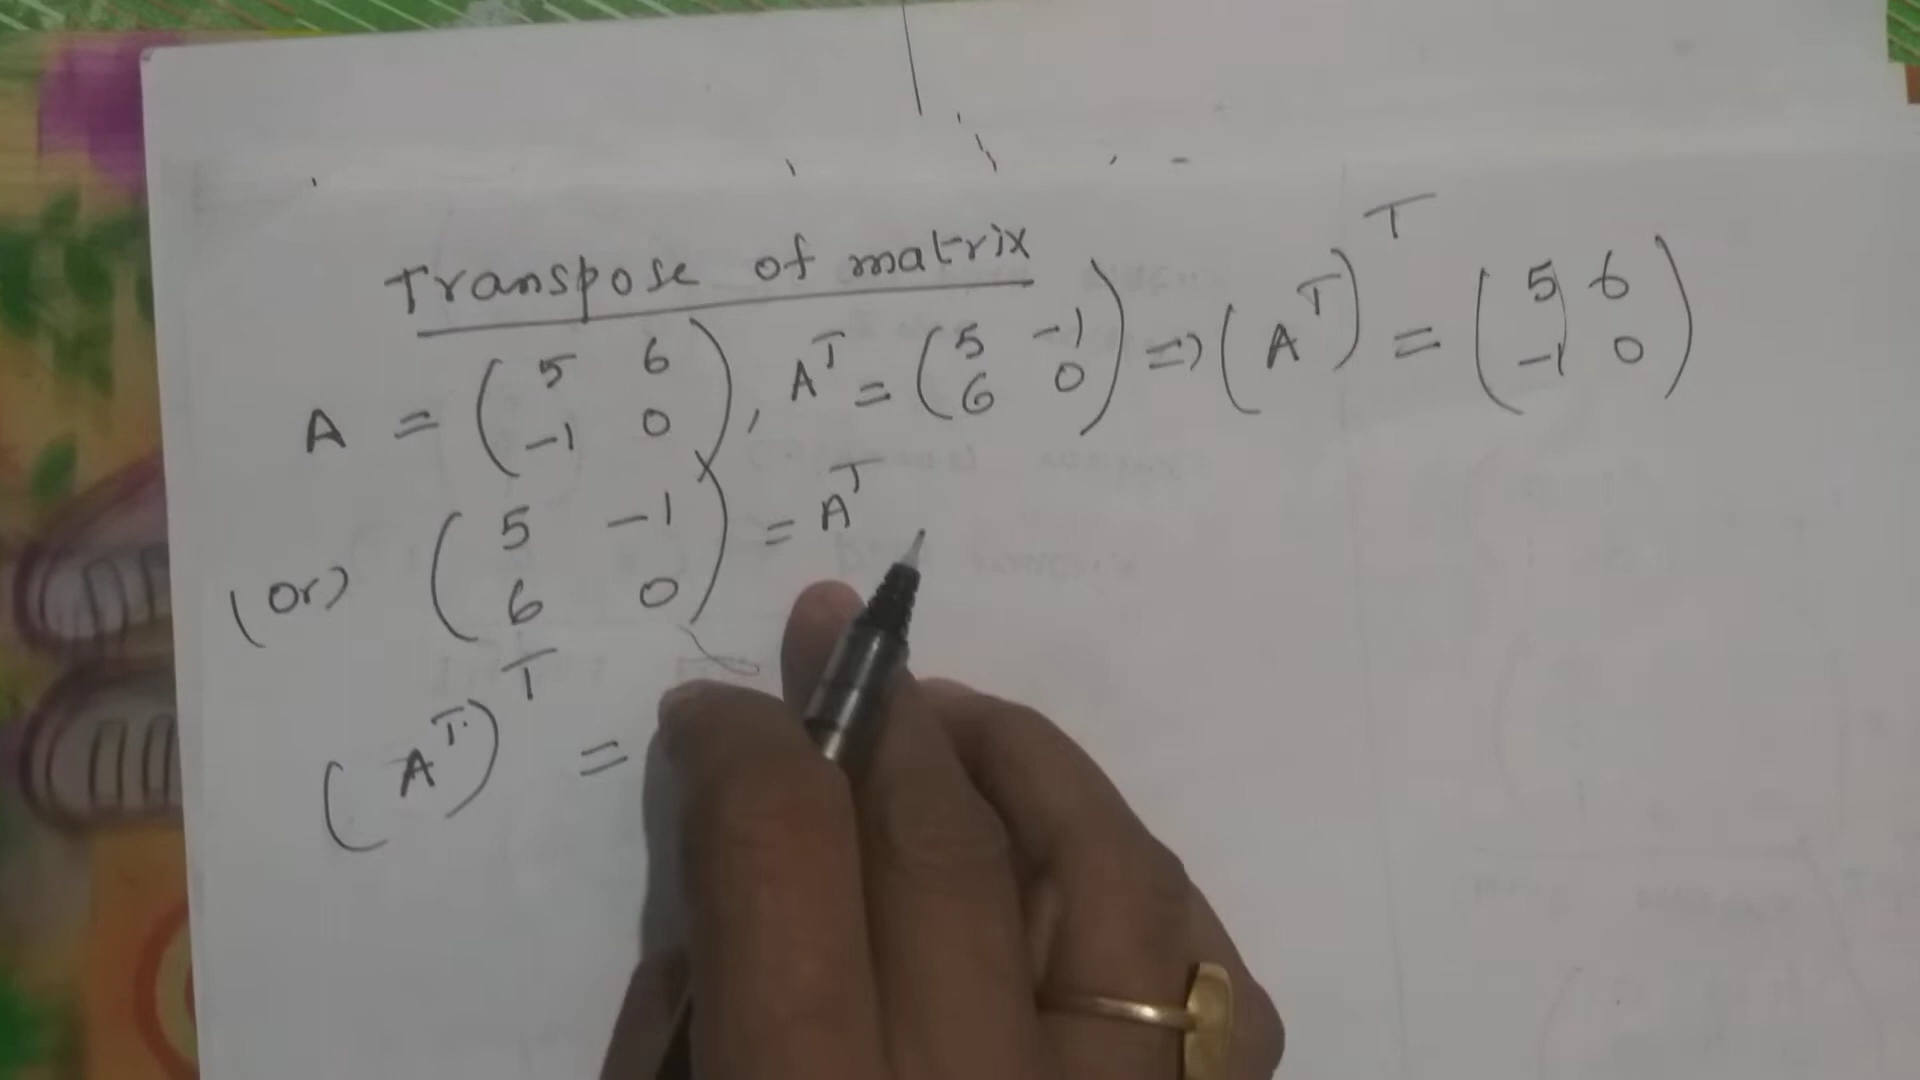 Transpose of matrix
A = (5 6 -1 0), A^T = (5 -1 6 0) => (A^T)^T = (5 6 -1 0)
(or) (5 -1 6 0) = A^T
(A^T)^T =